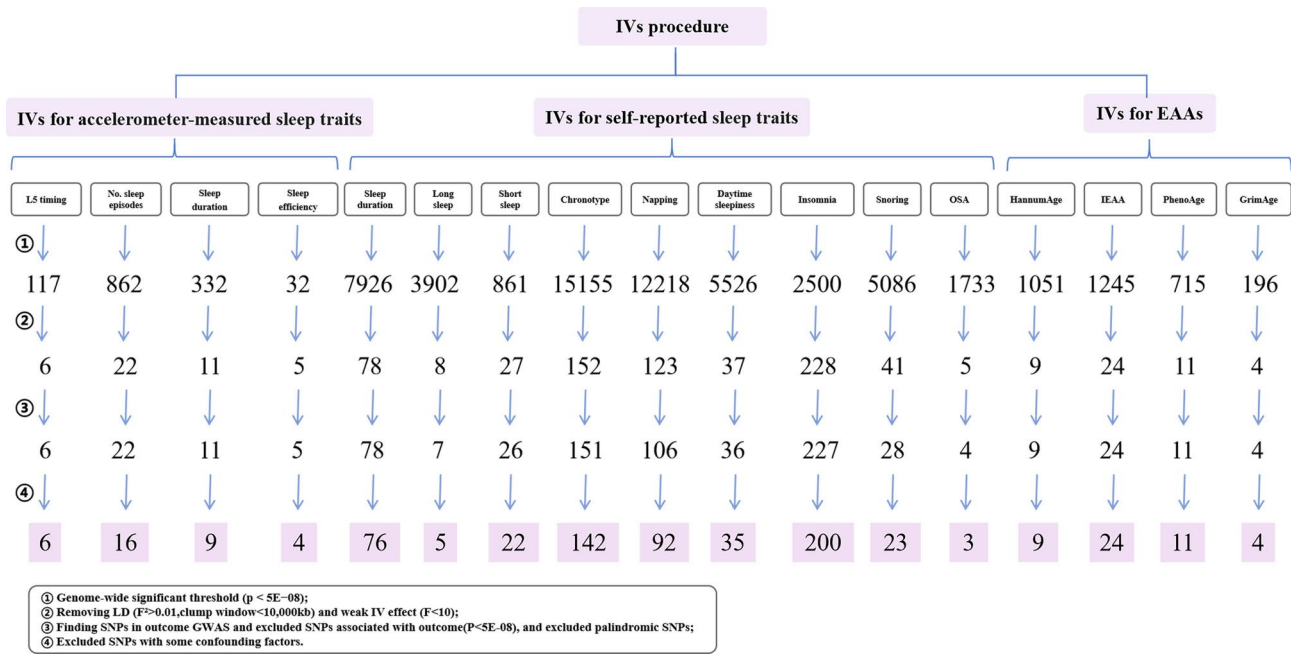 IVs procedure
IVs for accelerometer-measured sleep traits
IVs for self-reported sleep traits
IVs for EAAs
L5 timing
No. sleep
episodes
Sleep
duration
Sleep
efficiency
Sleep
duration
Long
sleep
Short
sleep
Chronotype
Napping
Daytime
sleepiness
Insomnia
Snoring
OSA
HannumAge
IEAA
PhenoAge
GrimAge
①
117 862 332 32 7926 3902 861 15155 12218 5526 2500 5086 1733 1051 1245 715 196
②
6 22 11 5 78 8 27 152 123 37 228 41 5 9 24 11 4
③
6 22 11 5 78 7 26 151 106 36 227 28 4 9 24 11 4
④
6 16 9 4 76 5 22 142 92 35 200 23 3 9 24 11 4
① Genome-wide significant threshold (p < 5E−08);
② Removing LD (F²>0.01,clump window<10,000kb) and weak IV effect (F<10);
③ Finding SNPs in outcome GWAS and excluded SNPs associated with outcome(P<5E-08), and excluded palindromic SNPs;
④ Excluded SNPs with some confounding factors.